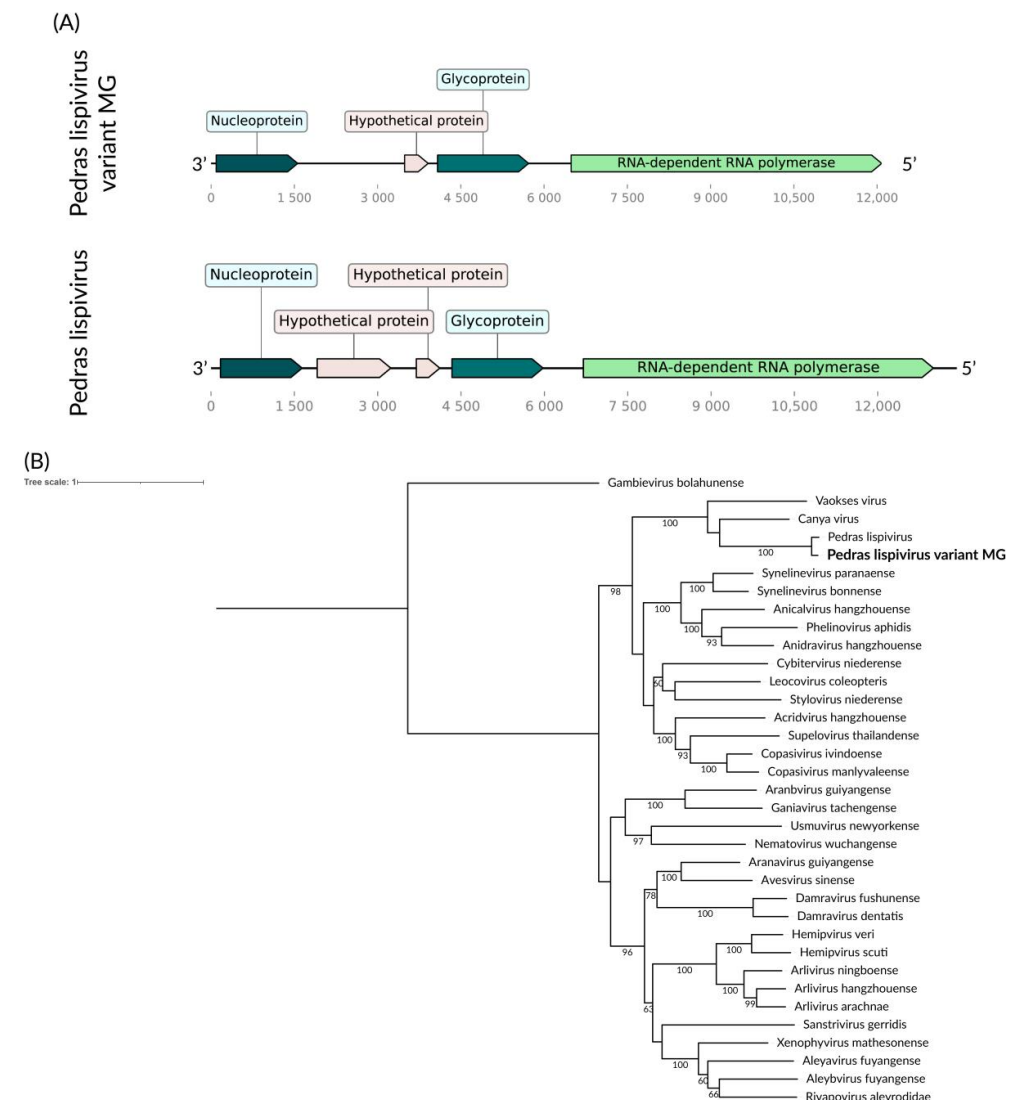 (A)
Pedras lispivirus
variant MG
Glycoprotein
Nucleoprotein
Hypothetical protein
3’
RNA-dependent RNA polymerase
5’
0 1 500 3 000 4 500 6 000 7 500 9 000 10,500 12,000
Pedras lispivirus
Nucleoprotein
Hypothetical protein
Hypothetical protein
Glycoprotein
3’
RNA-dependent RNA polymerase
5’
0 1 500 3 000 4 500 6 000 7 500 9 000 10,500 12,000
(B)
Tree scale: 1
Gambievirus bolahunense
Vaokses virus
100
Canya virus
Pedras lispivirus
100
Pedras lispivirus variant MG
Synelinevirus paranaense
98
100
Synelinevirus bonnense
100
Anicalvirus hangzhouense
100
Phelinovirus aphidis
93
Anidravirus hangzhouense
Cybitervirus niederense
60
Leocovirus coleopteris
Stylovirus niederense
Acridvirus hangzhouense
100
Supelovirus thailandense
93
Copasivirus ivindoense
100
Copasivirus manlyvaleense
Aranbvirus guiyangense
100
Ganiavirus tachengense
Usmuvirus newyorkense
97
Nematovirus wuchangense
Aranavirus guiyangense
100
Avesvirus sinense
78
Damravirus fushunense
100
Damravirus dentatis
Hemipvirus veri
100
96
Hemipvirus scuti
100
Arlivirus ningboense
100
Arlivirus hangzhouense
99
Arlivirus arachnae
63
Sanstrivirus gerridis
Xenophyvirus mathesonense
100
Aleyavirus fuyangense
60
Aleybvirus fuyangense
66
Rivapovirus aleyrodidae